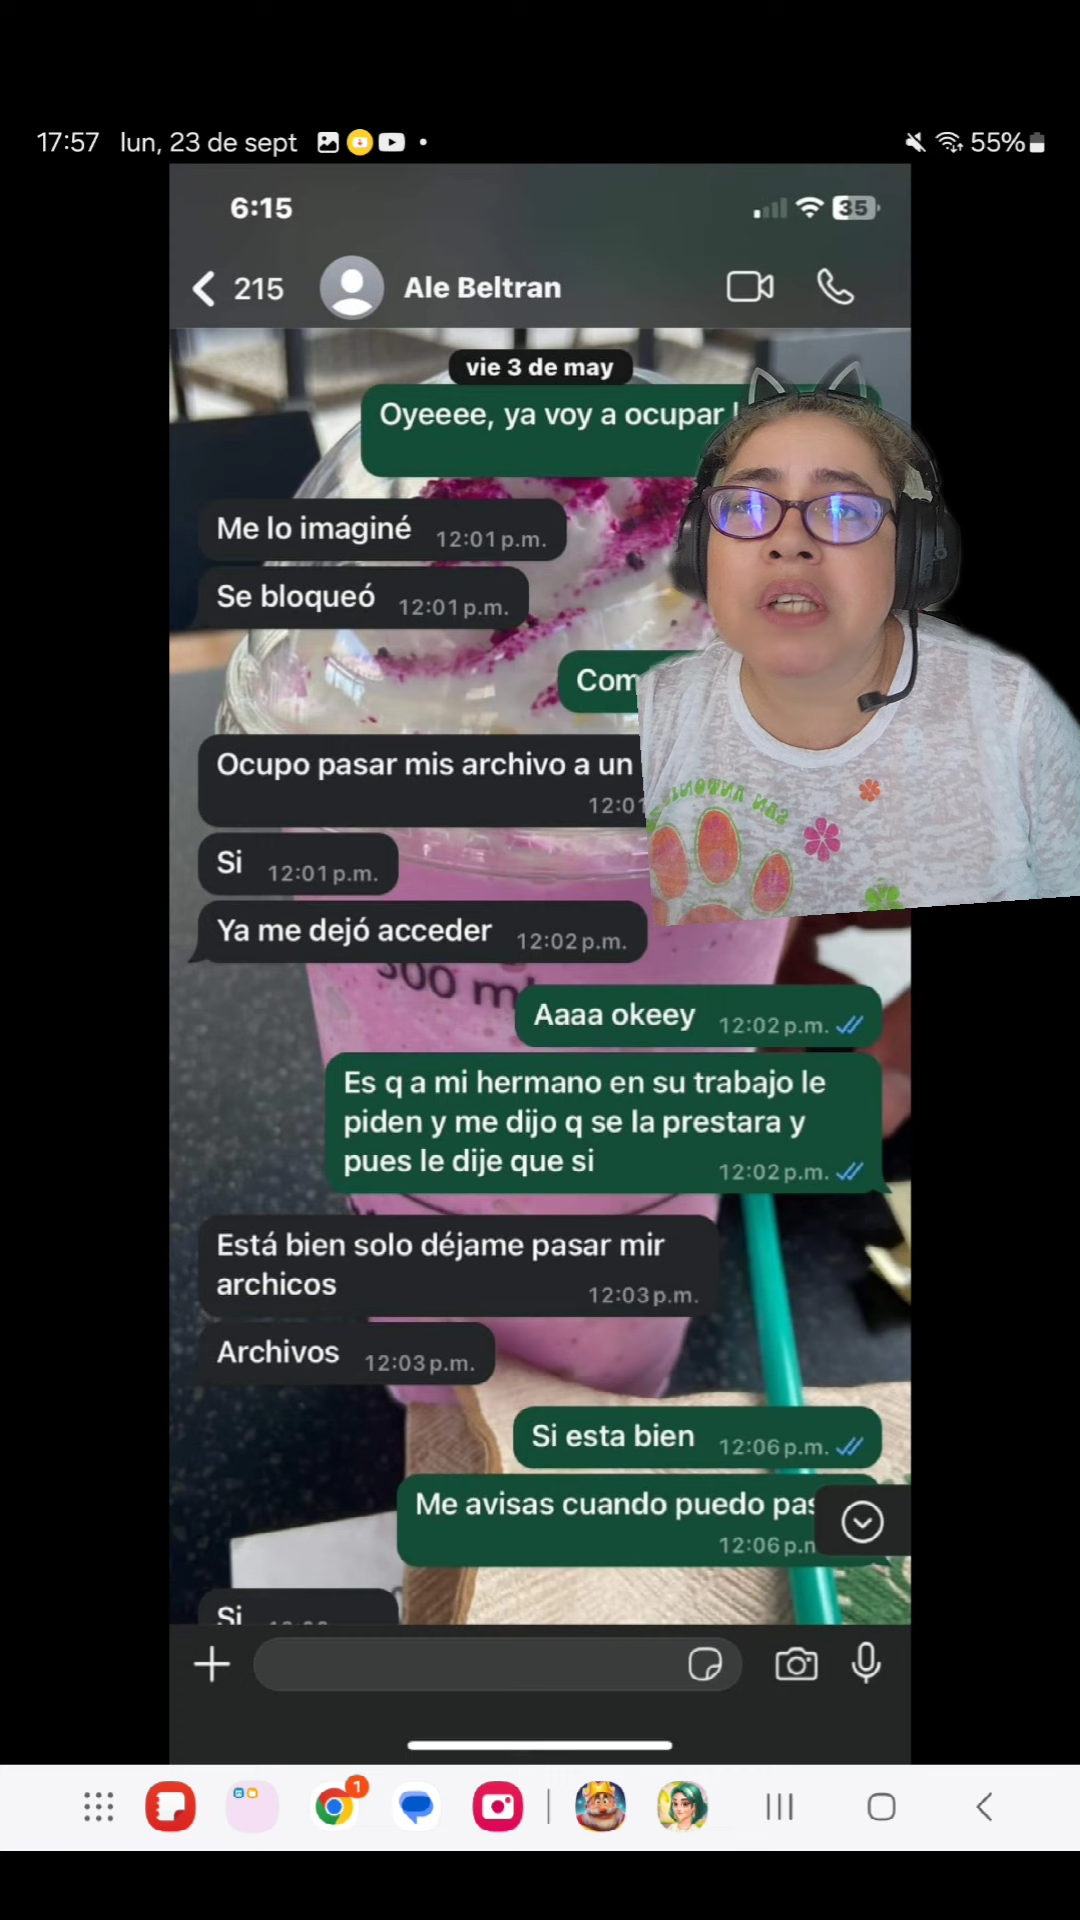 17:57 lun, 23 de sept
55%
6:15
35
215
Ale Beltran
vie 3 de may
Oyeeee, ya voy a ocupar
Me lo imaginé 12:01 p.m.
Se bloqueó 12:01 p.m.
Ocupo pasar mis archivo a un
Si 12:01 p.m.
Ya me dejó acceder 12:02 p.m.
Aaaa okeey 12:02 p.m.
Es q a mi hermano en su trabajo le
piden y me dijo q se la prestara y
pues le dije que si 12:02 p.m.
Está bien solo déjame pasar mir
archicos 12:03 p.m.
Archivos 12:03 p.m.
Si esta bien 12:06 p.m.
Me avisas cuando puedo
12:06
Si
1